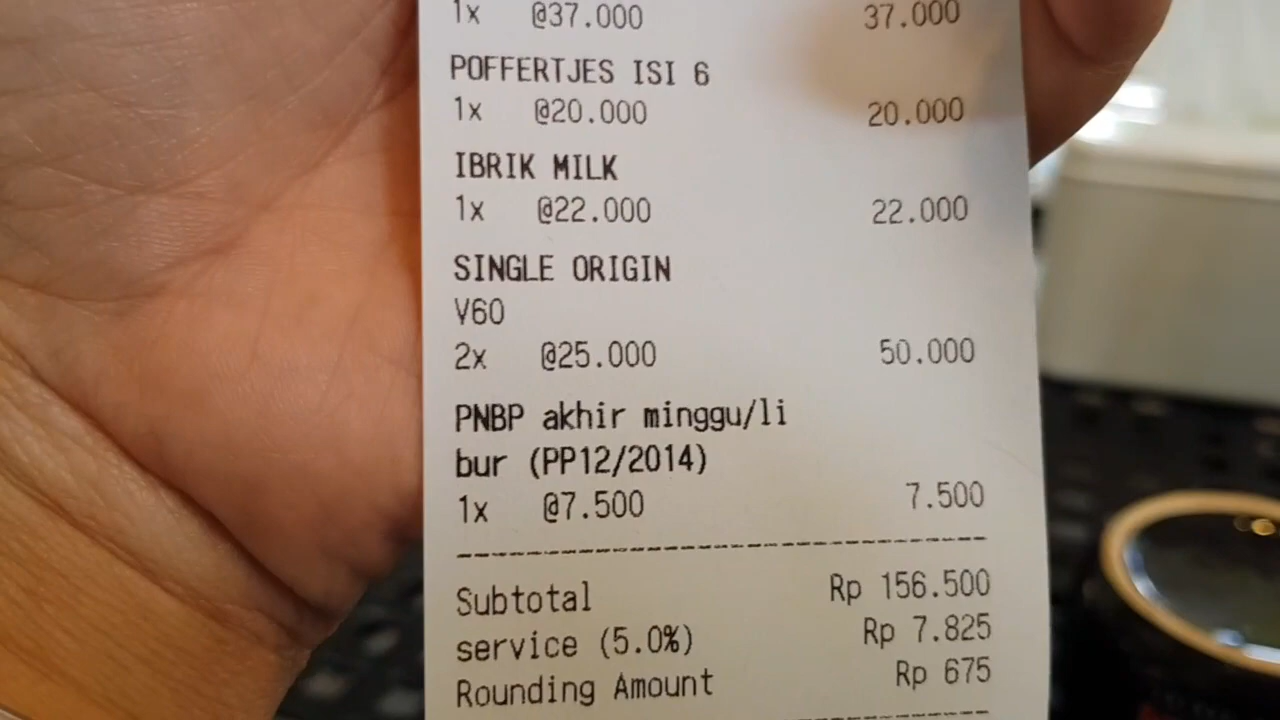 1x @37.000 37.000
POFFERTJES ISI 6
1x @20.000 20.000
IBRIK MILK
1x @22.000 22.000
SINGLE ORIGIN
V60
2x @25.000 50.000
PNBP akhir minggu/li
bur (PP12/2014)
1x @7.500 7.500
Subtotal Rp 156.500
service (5.0%) Rp 7.825
Rounding Amount Rp 675